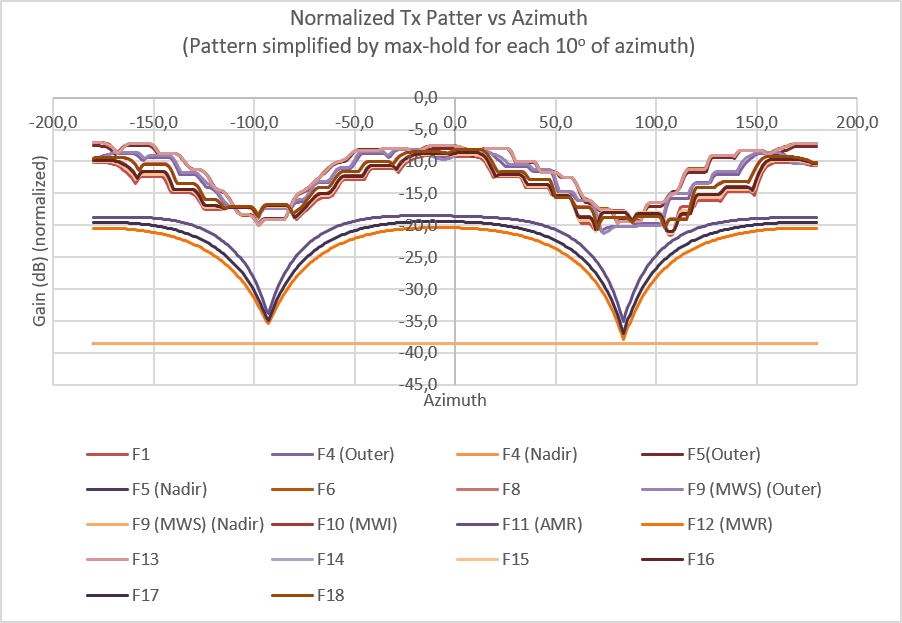 Normalized Tx Patter vs Azimuth
(Pattern simplified by max-hold for each 10º of azimuth)
0,0
-200,0 -150,0 -100,0 -50,0 0,0 50,0 100,0 150,0 200,0
-5,0
-10,0
-15,0
-20,0
-25,0
-30,0
-35,0
-40,0
-45,0
Gain (dB) (normalized)
Azimuth
F1 F4 (Outer) F4 (Nadir) F5(Outer)
F5 (Nadir) F6 F8 F9 (MWS) (Outer)
F9 (MWS) (Nadir) F10 (MWI) F11 (AMR) F12 (MWR)
F13 F14 F15 F16
F17 F18